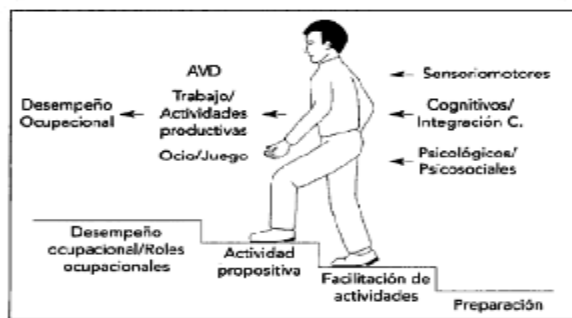 AVD
Trabajo/
Actividades
productivas
Ocio/Juego
Desempeño
Ocupacional
Sensoriomotores
Cognitivos/
Integración C.
Psicológicos/
Psicosociales
Desempeño
ocupacional/Roles
ocupacionales
Actividad
propositiva
Facilitación de
actividades
Preparación